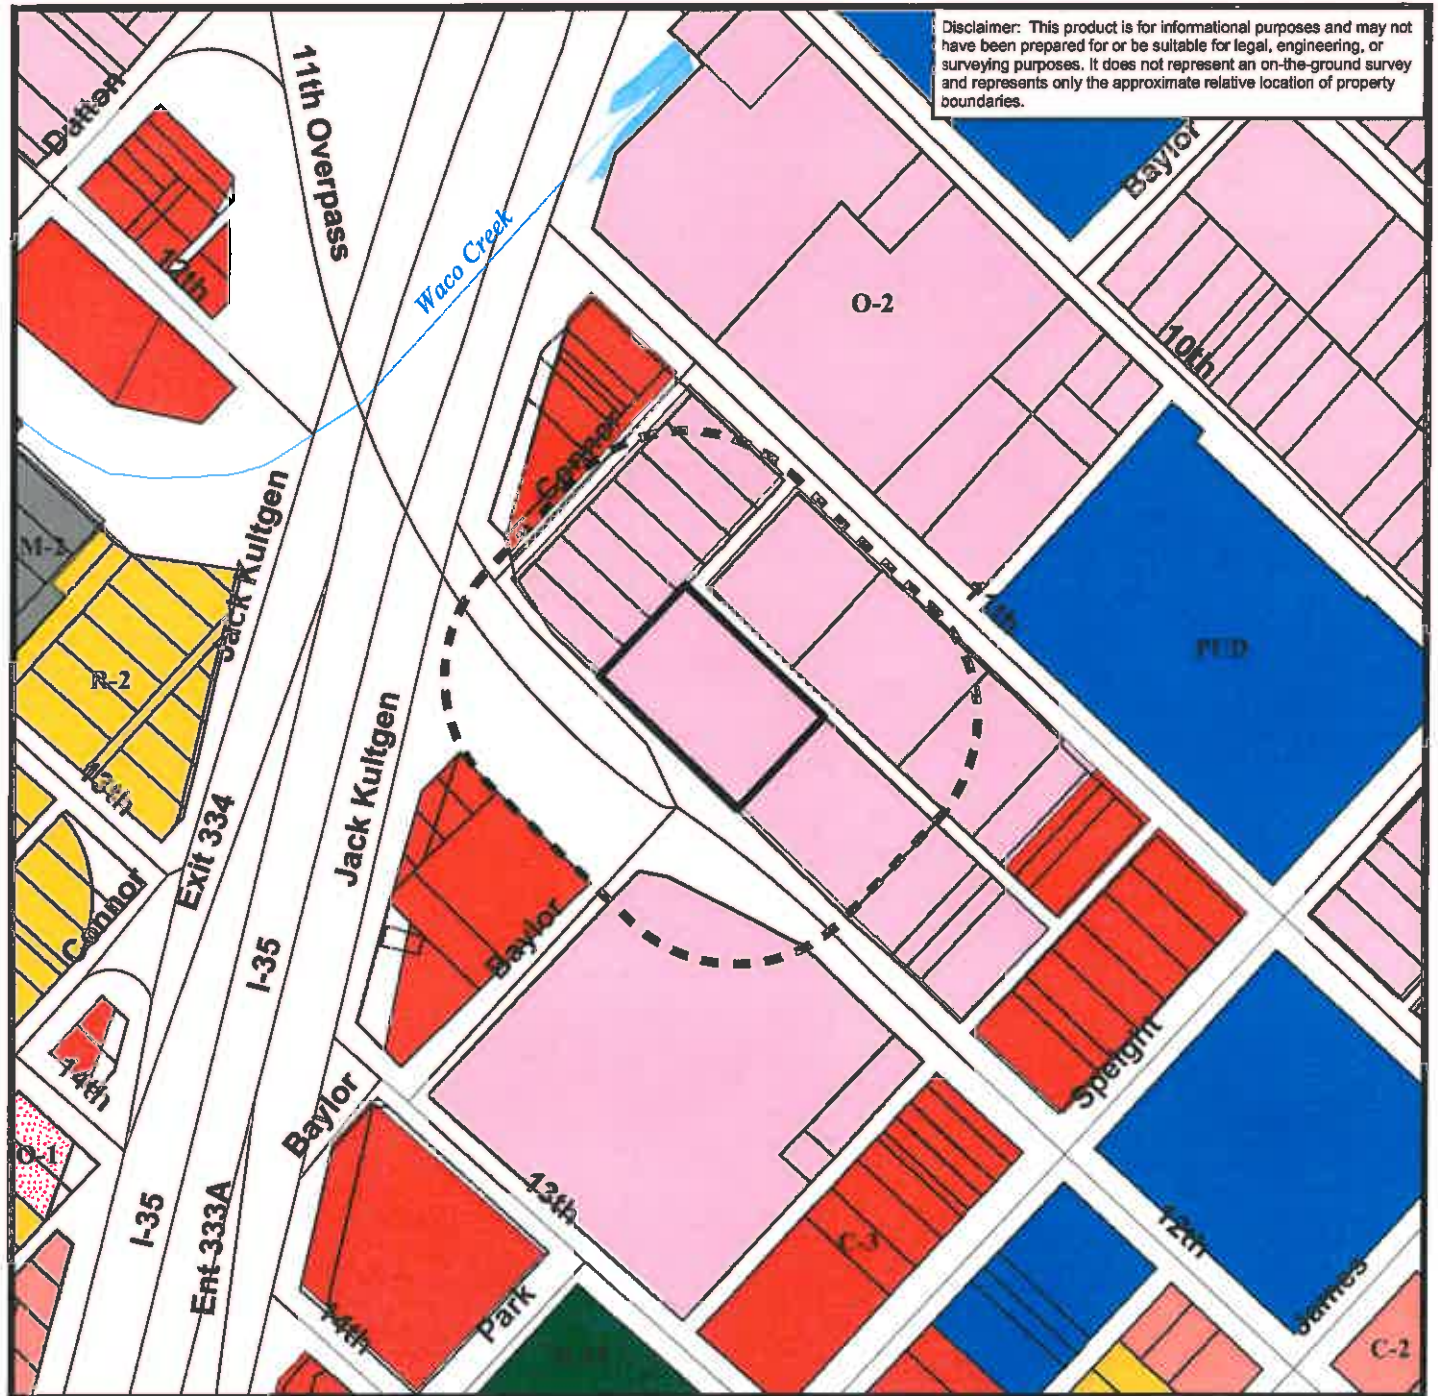 Disclaimer: This product is for informational purposes and may not
have been prepared for or be suitable for legal, engineering, or
surveying purposes. It does not represent an on-the-ground survey
and represents only the approximate relative location of property
boundaries.
Dutton
11th Overpass
Baylor
12th
Waco Creek
O-2
10th
Connor
M-2
Jack Kultgen
11th
PUD
R-2
Jack Kultgen
13th
Exit 334
Connor
I-35
Baylor
14th
Speight
Baylor
O-1
I-35
Ent 333A
13th
C-3
12th
14th
Park
James
C-2